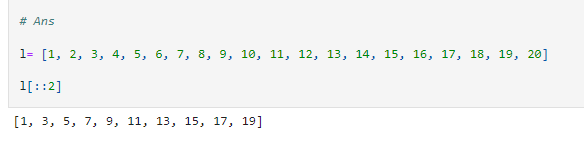 # Ans
l= [1, 2, 3, 4, 5, 6, 7, 8, 9, 10, 11, 12, 13, 14, 15, 16, 17, 18, 19, 20]
l[::2]
[1, 3, 5, 7, 9, 11, 13, 15, 17, 19]